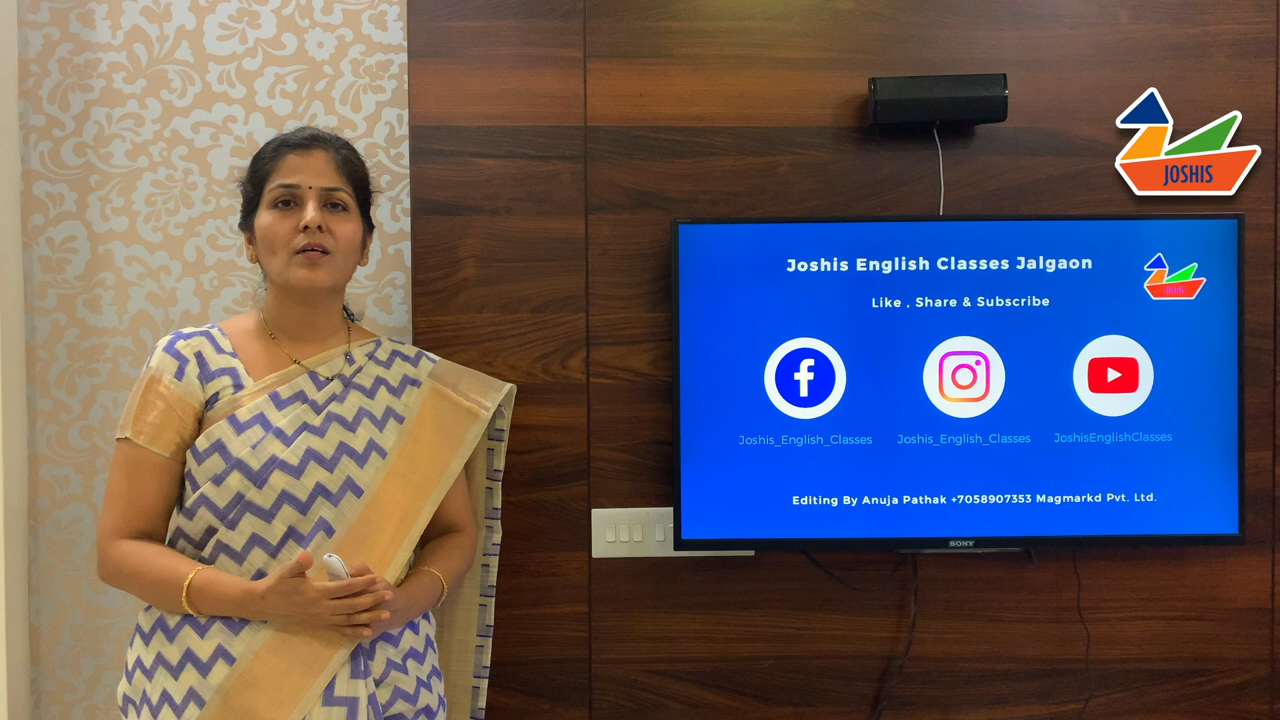 JOSHIS
Joshis English Classes Jalgaon
Like , Share & Subscribe
JOSHIS
Joshis_English_Classes
Joshis_English_Classes
JoshisEnglishClasses
Editing By Anuja Pathak +7058907353 Magmarkd Pvt. Ltd.
SONY